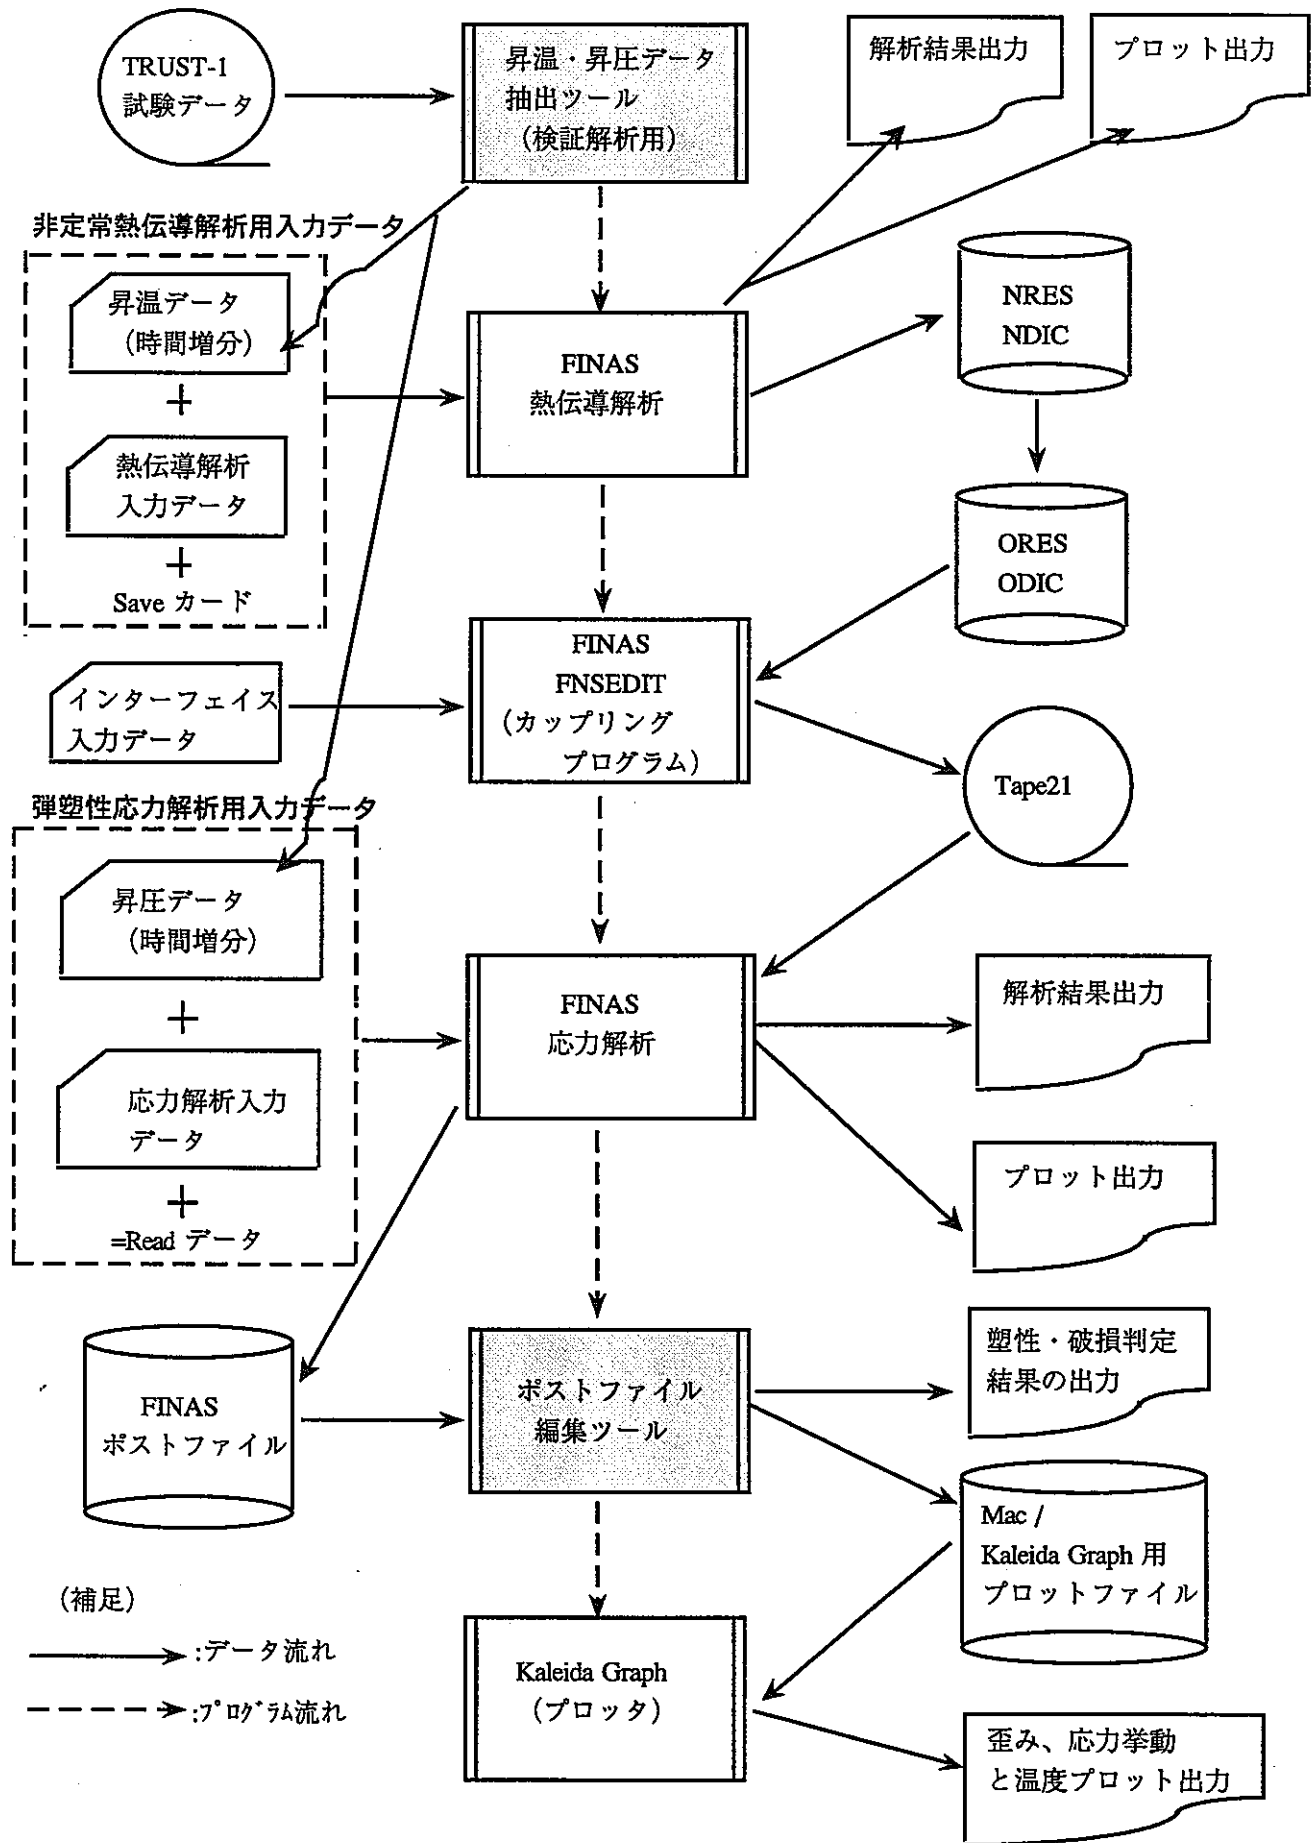 TRUST-1
試験データ
昇温・昇圧データ
抽出ツール
(検証解析用)
解析結果出力
プロット出力
非定常熱伝導解析用入力データ
昇温データ
(時間増分)
+
熱伝導解析
入力データ
+
Save カード
FINAS
熱伝導解析
NRES
NDIC
ORES
ODIC
インターフェイス
入力データ
FINAS
FNSEDIT
(カップリング
プログラム)
Tape21
弾塑性応力解析用入力データ
昇圧データ
(時間増分)
+
応力解析入力
データ
+
=Read データ
FINAS
応力解析
解析結果出力
プロット出力
FINAS
ポストファイル
ポストファイル
編集ツール
塑性・破損判定
結果の出力
Mac /
Kaleida Graph 用
プロットファイル
(補足)
:データ流れ
:プログラム流れ
Kaleida Graph
(プロッタ)
歪み、応力挙動
と温度プロット出力